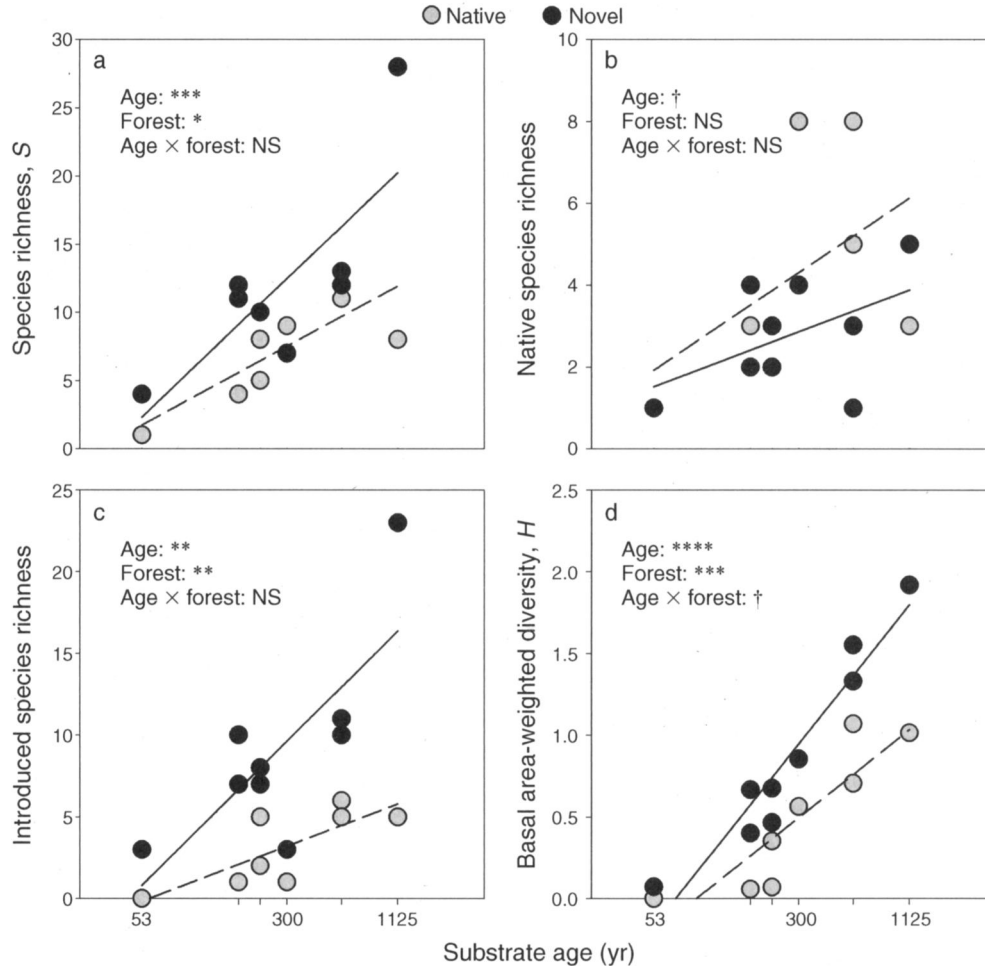 Native Novel
a
Age: ***
Forest: *
Age × forest: NS
Species richness, S
30
25
20
15
10
5
0
b
Age: †
Forest: NS
Age × forest: NS
Native species richness
10
8
6
4
2
0
c
Age: **
Forest: **
Age × forest: NS
Introduced species richness
25
20
15
10
5
0
53 300 1125
d
Age: ****
Forest: ***
Age × forest: †
Basal area-weighted diversity, H
2.5
2.0
1.5
1.0
0.5
0.0
53 300 1125
Substrate age (yr)